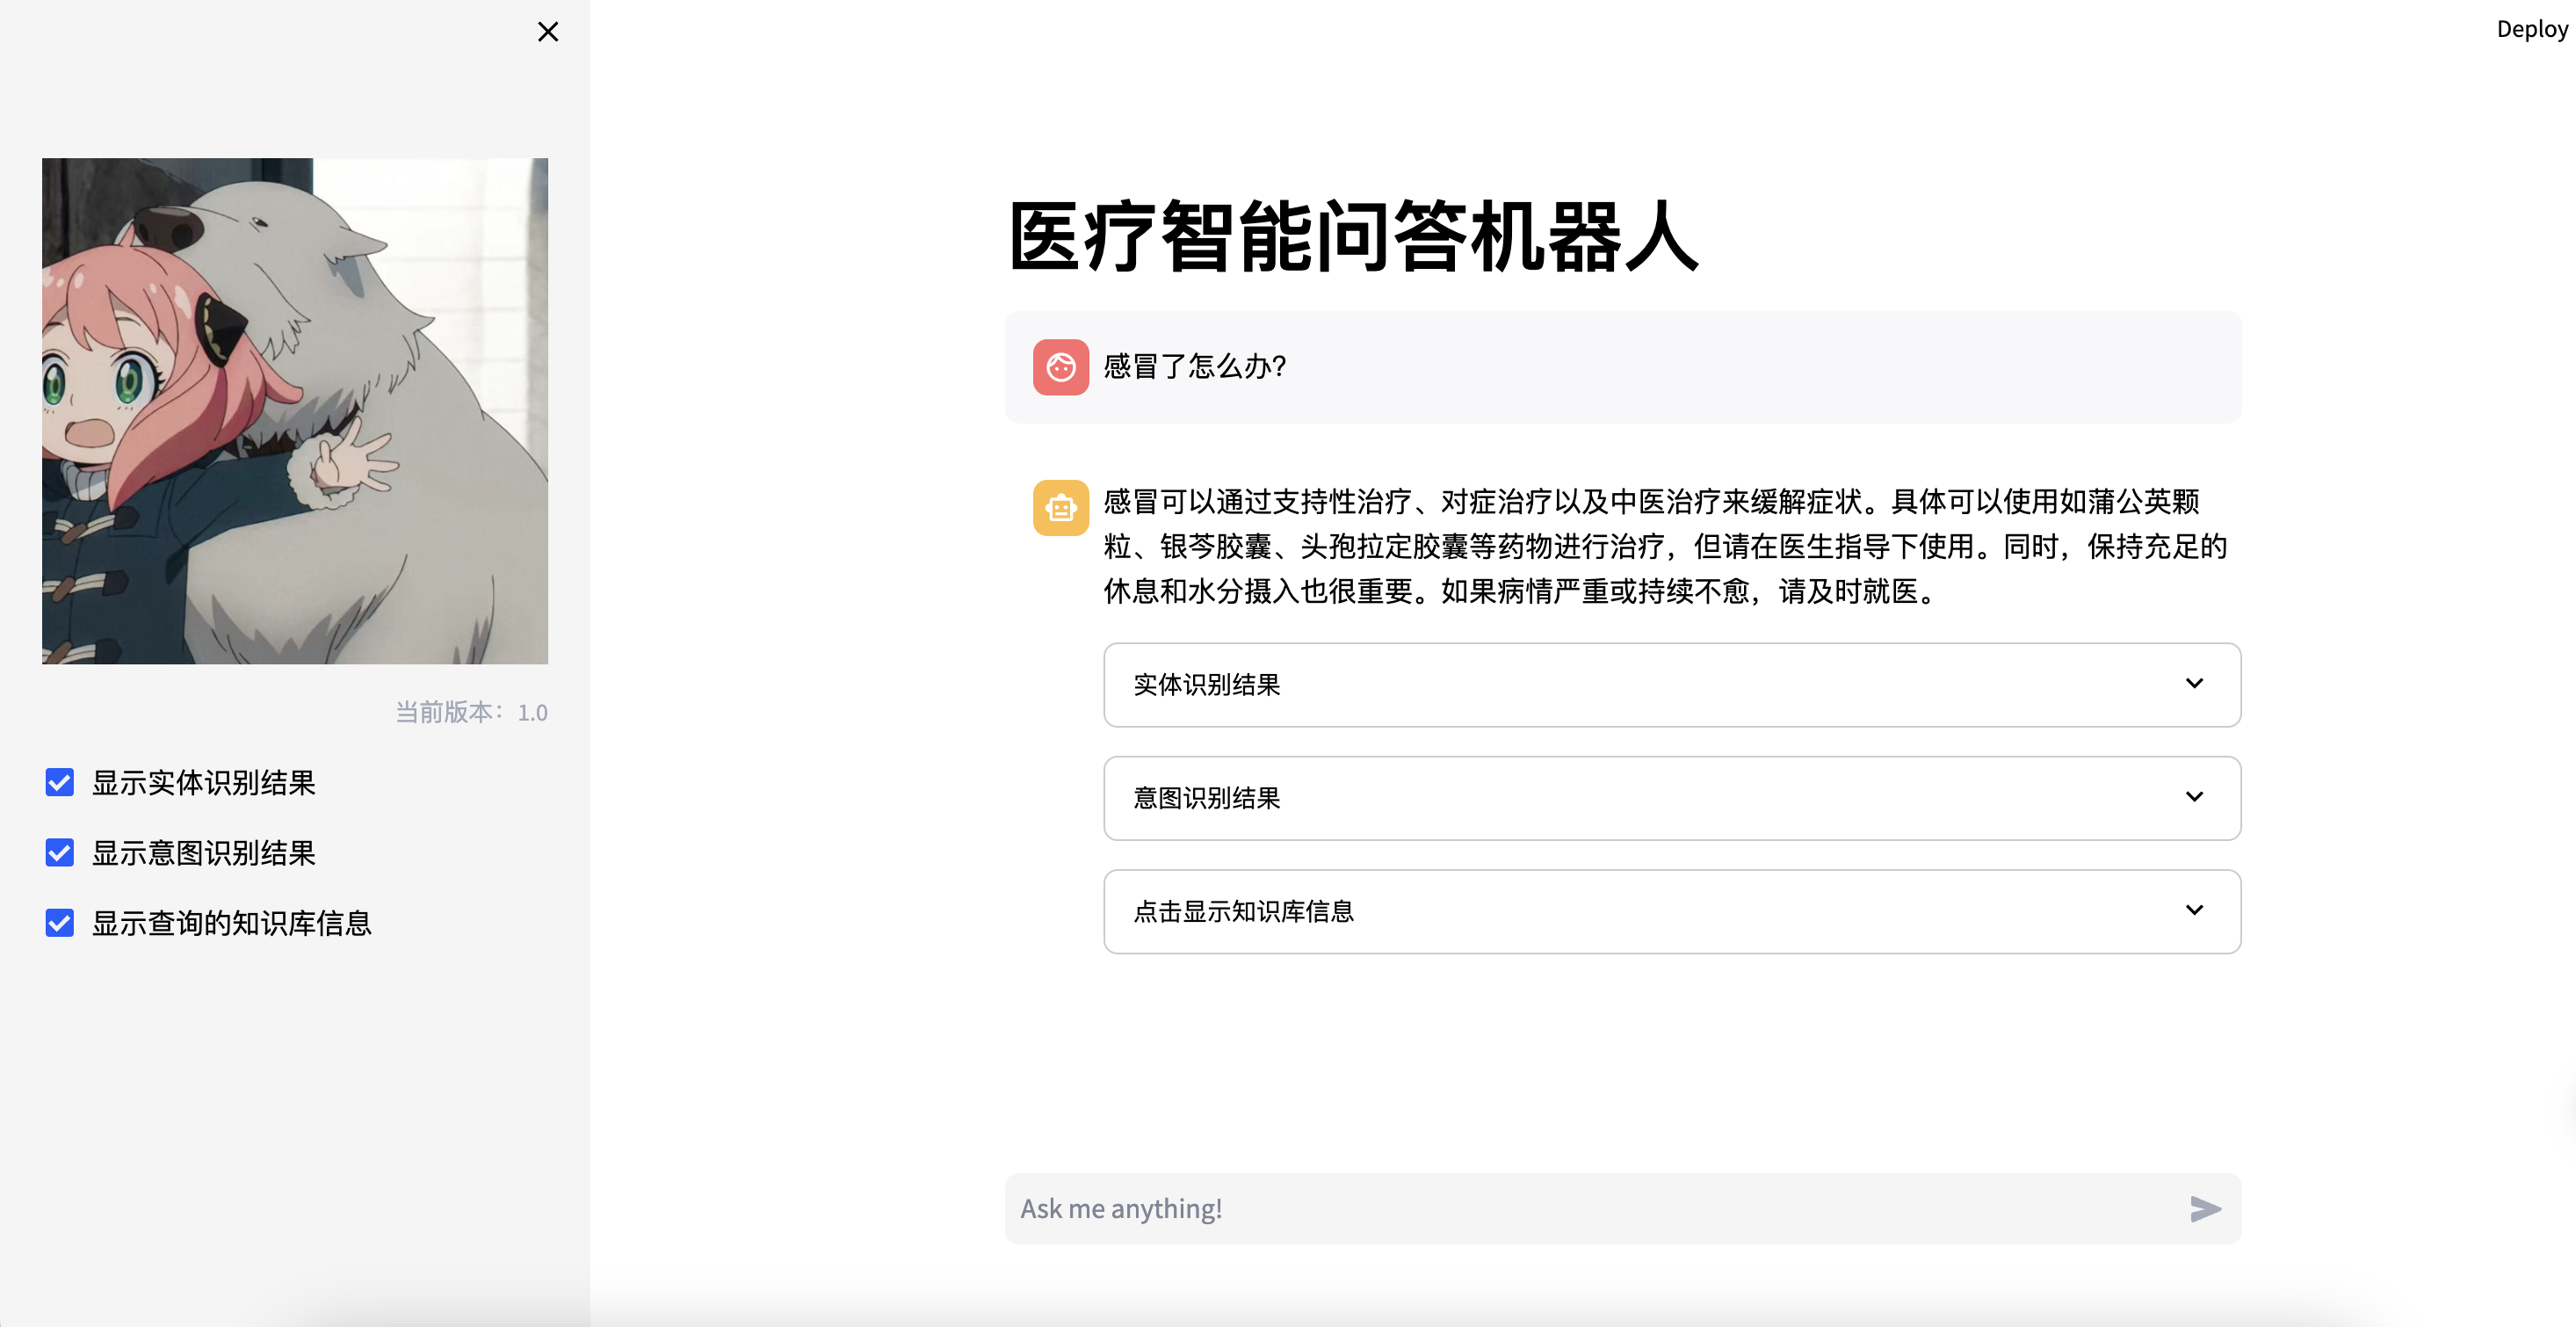 Deploy
医疗智能问答机器人
感冒了怎么办?
感冒可以通过支持性治疗、对症治疗以及中医治疗来缓解症状。具体可以使用如蒲公英颗
粒、银芩胶囊、头孢拉定胶囊等药物进行治疗，但请在医生指导下使用。同时，保持充足的
休息和水分摄入也很重要。如果病情严重或持续不愈，请及时就医。
实体识别结果
意图识别结果
点击显示知识库信息
Ask me anything!
当前版本：1.0
显示实体识别结果
显示意图识别结果
显示查询的知识库信息